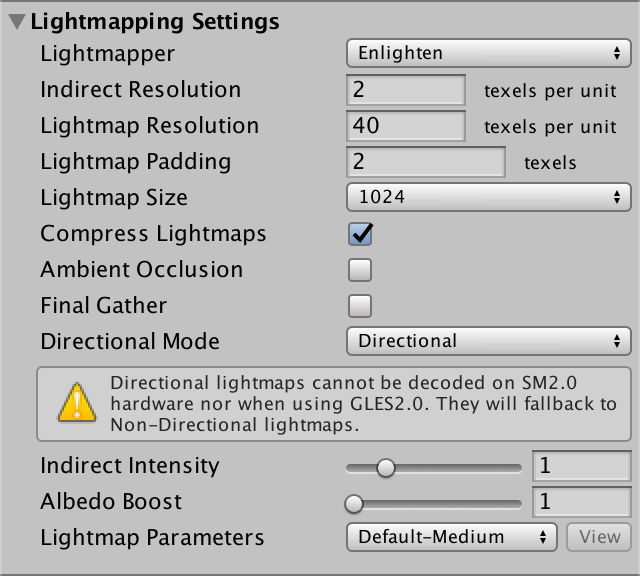 Lightmapping Settings
Lightmapper Enlighten
Indirect Resolution 2 texels per unit
Lightmap Resolution 40 texels per unit
Lightmap Padding 2 texels
Lightmap Size 1024
Compress Lightmaps
Ambient Occlusion
Final Gather
Directional Mode Directional
Directional lightmaps cannot be decoded on SM2.0
hardware nor when using GLES2.0. They will fallback to
Non-Directional lightmaps.
Indirect Intensity 1
Albedo Boost 1
Lightmap Parameters Default-Medium View